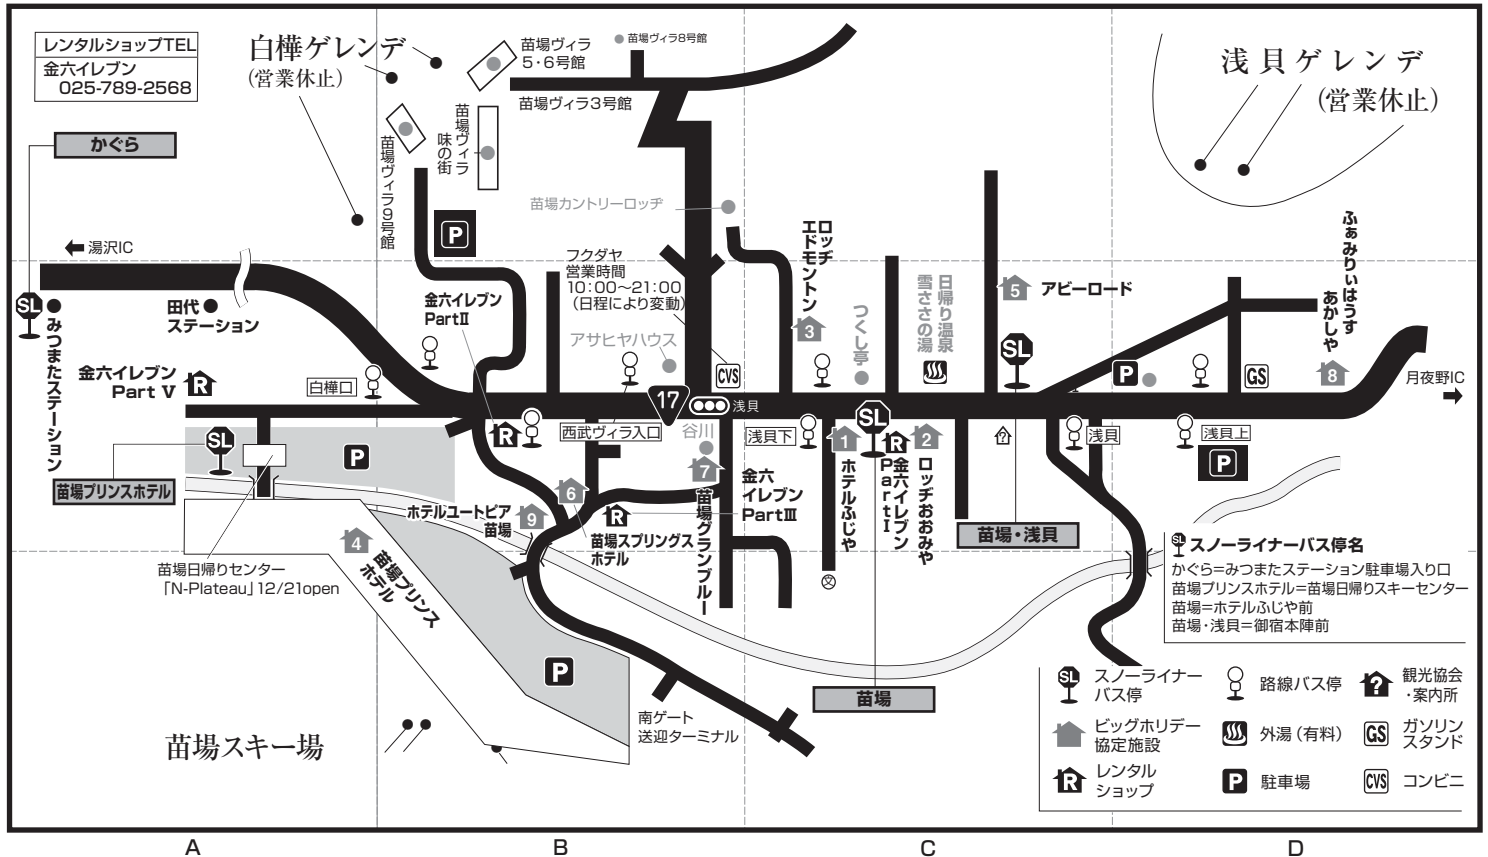 レンタルショップTEL
金六イレブン
025-789-2568
白樺ゲレンデ
(営業休止)
苗場ヴィラ
5・6号館
苗場ヴィラ8号館
苗場ヴィラ3号館
浅貝ゲレンデ
(営業休止)
かぐら
苗場ヴィラ9号館
苗場ヴィラ
味の街
P
苗場カントリーロッヂ
湯沢IC
SL
みつまたステーション
田代
ステーション
金六イレブン
PartⅡ
フクダヤ
営業時間
10:00〜21:00
(日程により変動)
アサヒヤハウス
CVS
ロッヂ
エドモントン
3
つくし亭
日帰り温泉
雪ささの湯
5
アビーロード
SL
ふぁみりぃはうす
あかしや
8
P
GS
月夜野IC
金六イレブン
Part Ⅴ
R
白樺口
17
浅貝
SL
P
苗場プリンスホテル
R
西武ヴィラ入口
谷川
7
苗場グランブルー
浅貝下
1
ホテルふじや
SL
R
金六イレブン
PartⅠ
2
ロッヂおおみや
?
浅貝
浅貝上
P
ホテルユートピア
苗場
9
6
苗場スプリングス
ホテル
R
金六
イレブン
PartⅢ
文
苗場・浅貝
4
苗場プリンス
ホテル
苗場日帰りセンター
「N-Plateau」12/21open
P
苗場
南ゲート
送迎ターミナル
苗場スキー場
SL スノーライナーバス停名
かぐら＝みつまたステーション駐車場入り口
苗場プリンスホテル＝苗場日帰りスキーセンター
苗場＝ホテルふじや前
苗場・浅貝＝御宿本陣前
SL スノーライナー
バス停
路線バス停
? 観光協会
・案内所
ビッグホリデー
協定施設
外湯(有料)
GS ガソリン
スタンド
R レンタル
ショップ
P 駐車場
CVS コンビニ
A
B
C
D